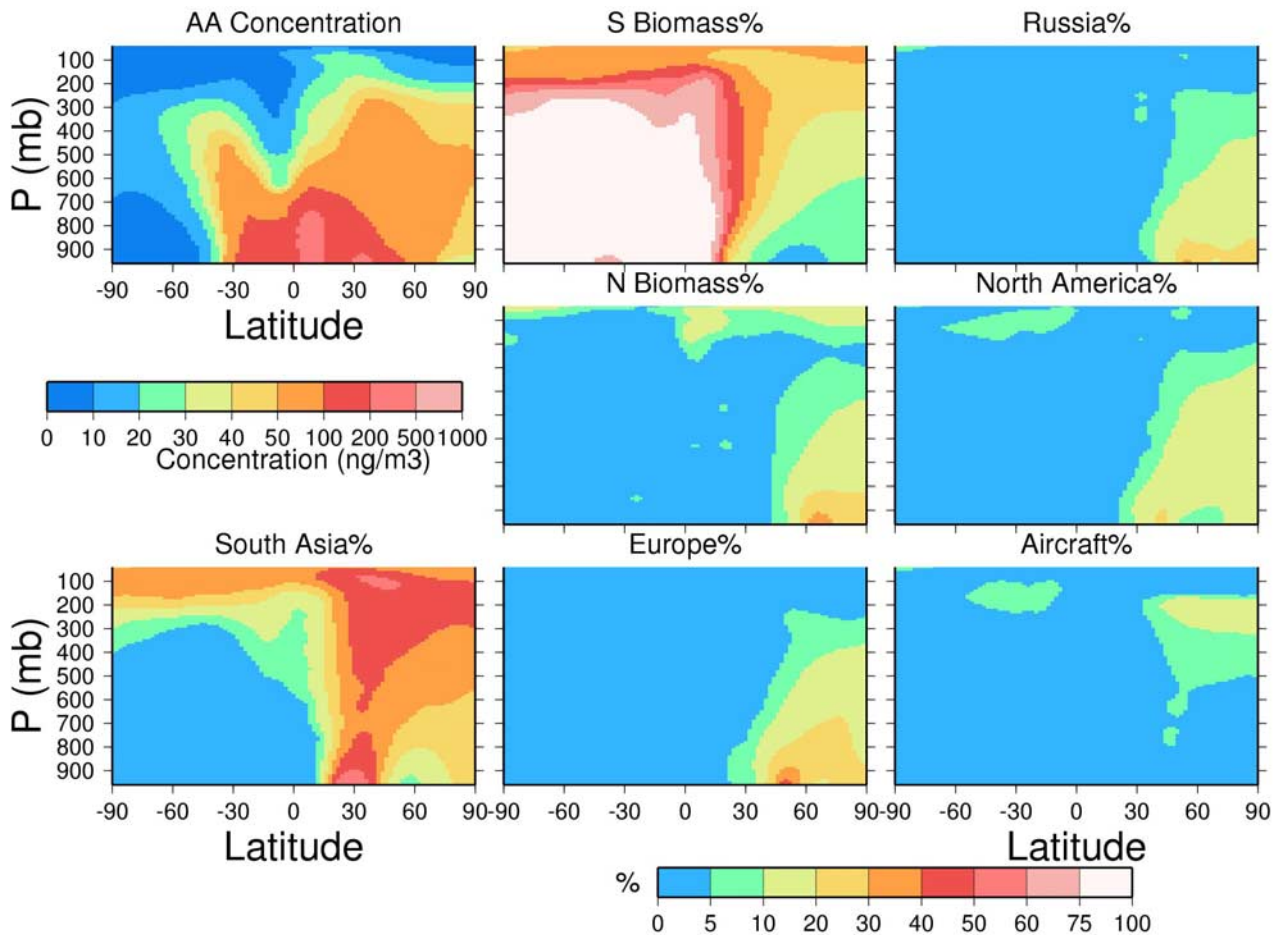 AA Concentration
S Biomass%
Russia%
P (mb)
100
200
300
400
500
600
700
800
900
-90 -60 -30 0 30 60 90
Latitude
N Biomass%
North America%
0 10 20 30 40 50 100 200 500 1000
Concentration (ng/m3)
South Asia%
Europe%
Aircraft%
P (mb)
100
200
300
400
500
600
700
800
900
-90 -60 -30 0 30 60 90
-90 -60 -30 0 30 60 90
-90 -60 -30 0 30 60 90
Latitude
Latitude
%
0 5 10 20 30 40 50 60 75 100